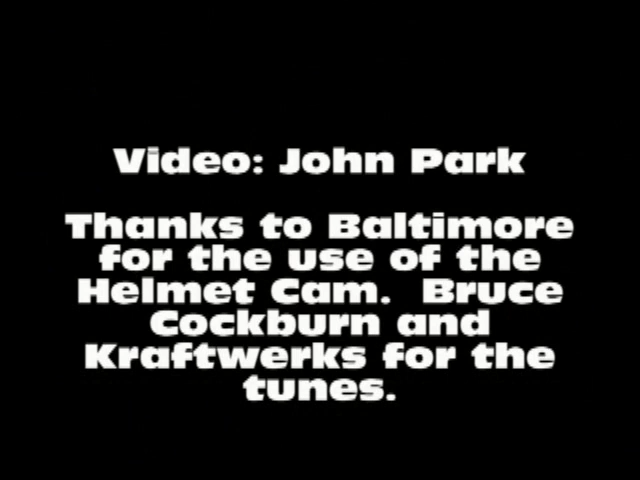 Video: John Park
Thanks to Baltimore
for the use of the
Helmet Cam.  Bruce
Cockburn and
Kraftwerks for the
tunes.